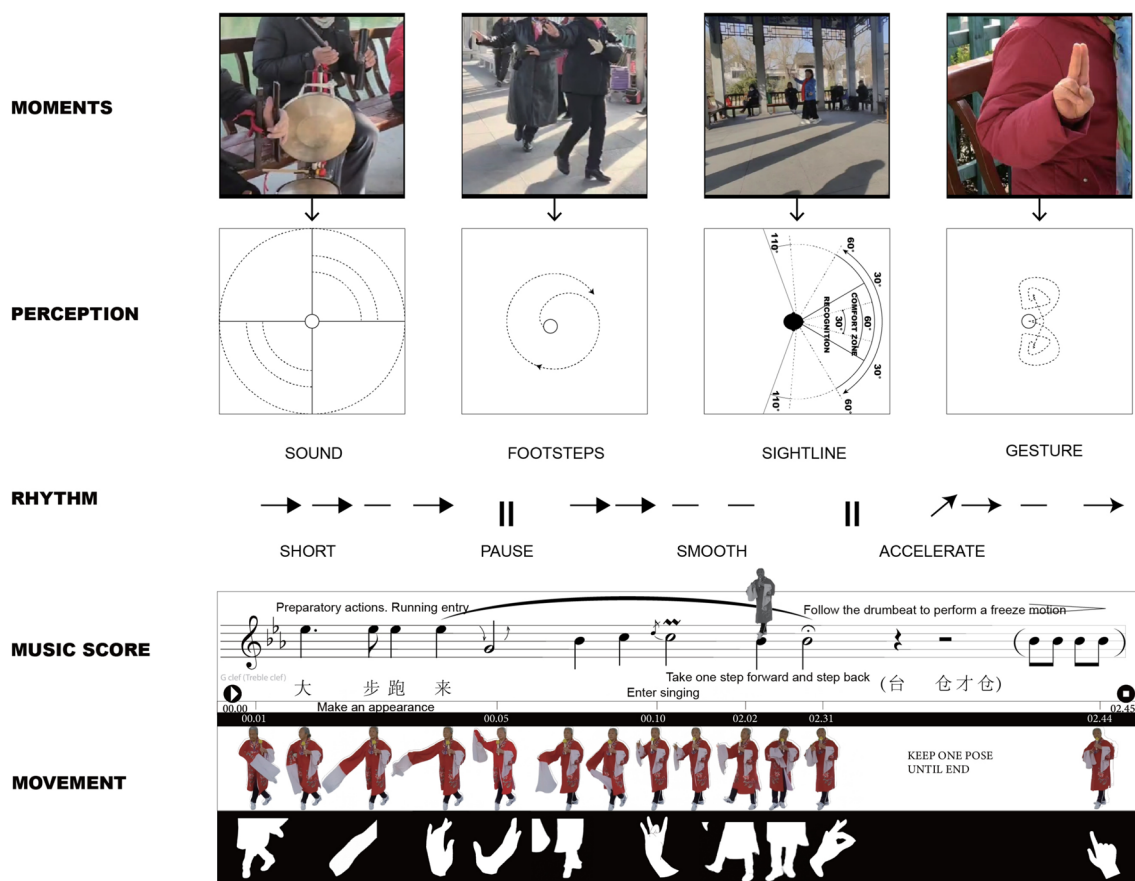 MOMENTS
PERCEPTION
110°
60°
30°
COMFORT ZONE
60°
RECOGNITION
30°
30°
60°
110°
SOUND
FOOTSTEPS
SIGHTLINE
GESTURE
RHYTHM
SHORT
PAUSE
SMOOTH
ACCELERATE
MUSIC SCORE
Preparatory actions. Running entry
Follow the drumbeat to perform a freeze motion
G clef (Treble clef)
大 步 跑 来
Take one step forward and step back
(台 仓 才 仓)
Enter singing
Make an appearance
00.00
02.45
00.01
00.05
00.10
02.02
02.31
02.44
MOVEMENT
KEEP ONE POSE
UNTIL END